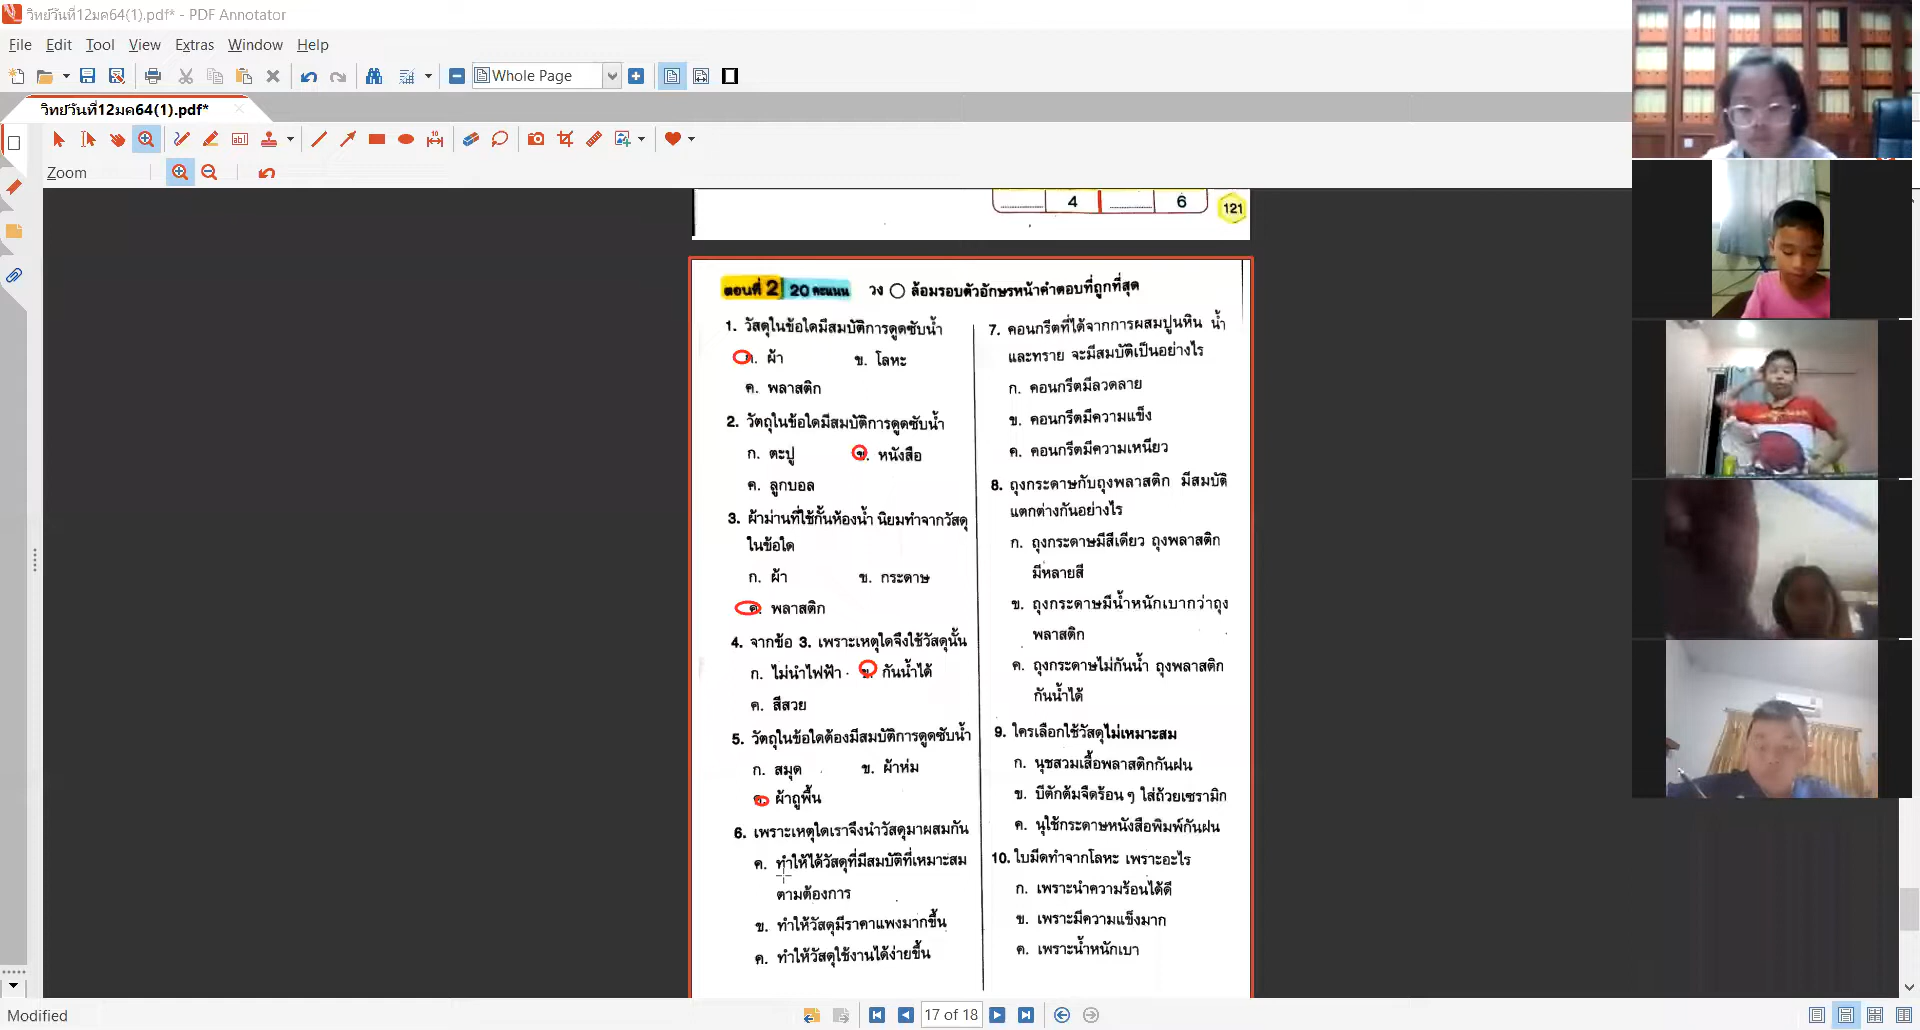 วิทย์วันที่12มค64(1).pdf* - PDF Annotator
File Edit Tool View Extras Window Help
Whole Page
วิทย์วันที่12มค64(1).pdf*
Zoom
4 6
121
ตอนที่ 2 20 คะแนน วง ล้อมรอบตัวอักษรหน้าคำตอบที่ถูกที่สุด
1. วัสดุในข้อใดมีสมบัติการดูดซับน้ำ
ก. ผ้า ข. โลหะ
ค. พลาสติก
2. วัตถุในข้อใดมีสมบัติการดูดซับน้ำ
ก. ตะปู ข. หนังสือ
ค. ลูกบอล
3. ผ้าม่านที่ใช้กั้นห้องน้ำ นิยมทำจากวัสดุ
ในข้อใด
ก. ผ้า ข. กระดาษ
ค. พลาสติก
4. จากข้อ 3. เพราะเหตุใดจึงใช้วัสดุนั้น
ก. ไม่นำไฟฟ้า ข. กันน้ำได้
ค. สีสวย
5. วัตถุในข้อใดต้องมีสมบัติการดูดซับน้ำ
ก. สมุด ข. ผ้าห่ม
ค. ผ้าถูพื้น
6. เพราะเหตุใดเราจึงนำวัสดุมาผสมกัน
ค. ทำให้ได้วัสดุที่มีสมบัติที่เหมาะสม
ตามต้องการ
ข. ทำให้วัสดุมีราคาแพงมากขึ้น
ค. ทำให้วัสดุใช้งานได้ง่ายขึ้น
7. คอนกรีตที่ได้จากการผสมปูนหิน น้ำ
และทราย จะมีสมบัติเป็นอย่างไร
ก. คอนกรีตมีลวดลาย
ข. คอนกรีตมีความแข็ง
ค. คอนกรีตมีความเหนียว
8. ถุงกระดาษกับถุงพลาสติก มีสมบัติ
แตกต่างกันอย่างไร
ก. ถุงกระดาษมีสีเดียว ถุงพลาสติก
มีหลายสี
ข. ถุงกระดาษมีน้ำหนักเบากว่าถุง
พลาสติก
ค. ถุงกระดาษไม่กันน้ำ ถุงพลาสติก
กันน้ำได้
9. ใครเลือกใช้วัสดุไม่เหมาะสม
ก. นุชสวมเสื้อพลาสติกกันฝน
ข. บีตักต้มจืดร้อน ๆ ใส่ถ้วยเซรามิก
ค. นุใช้กระดาษหนังสือพิมพ์กันฝน
10. ใบมีดทำจากโลหะ เพราะอะไร
ก. เพราะนำความร้อนได้ดี
ข. เพราะมีความแข็งมาก
ค. เพราะน้ำหนักเบา
Modified
17 of 18